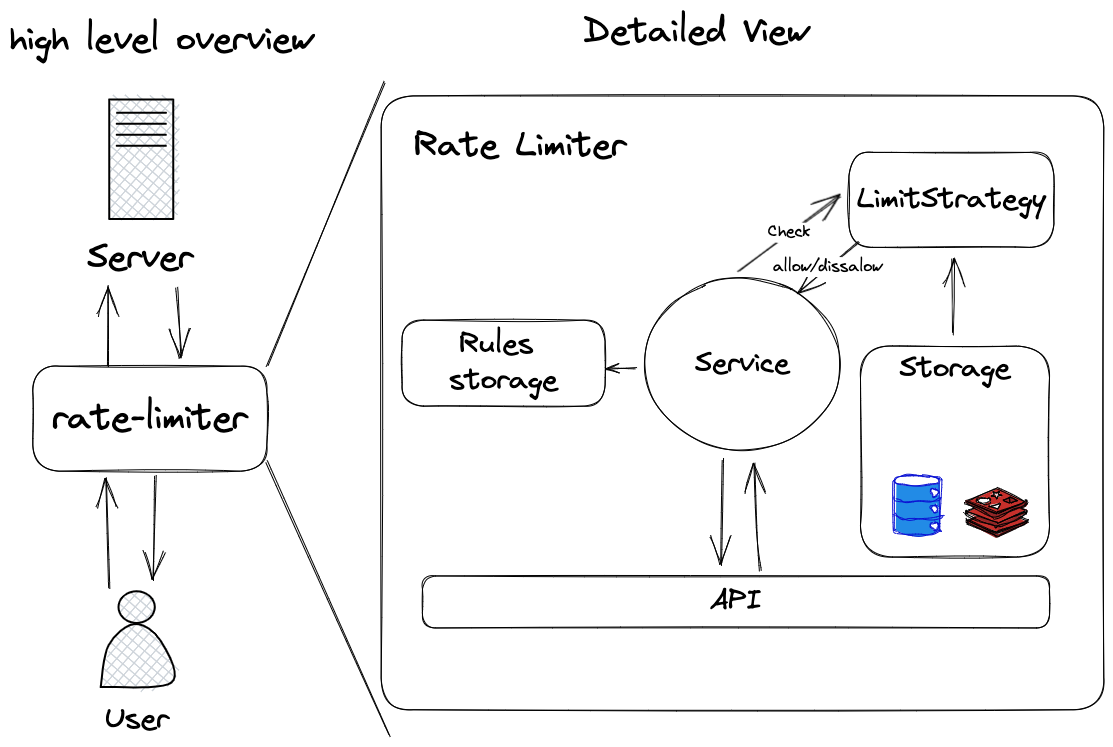 high level overview
Server
rate-limiter
User
Detailed View
Rate Limiter
LimitStrategy
Check
allow/dissalow
Rules
storage
Service
Storage
API